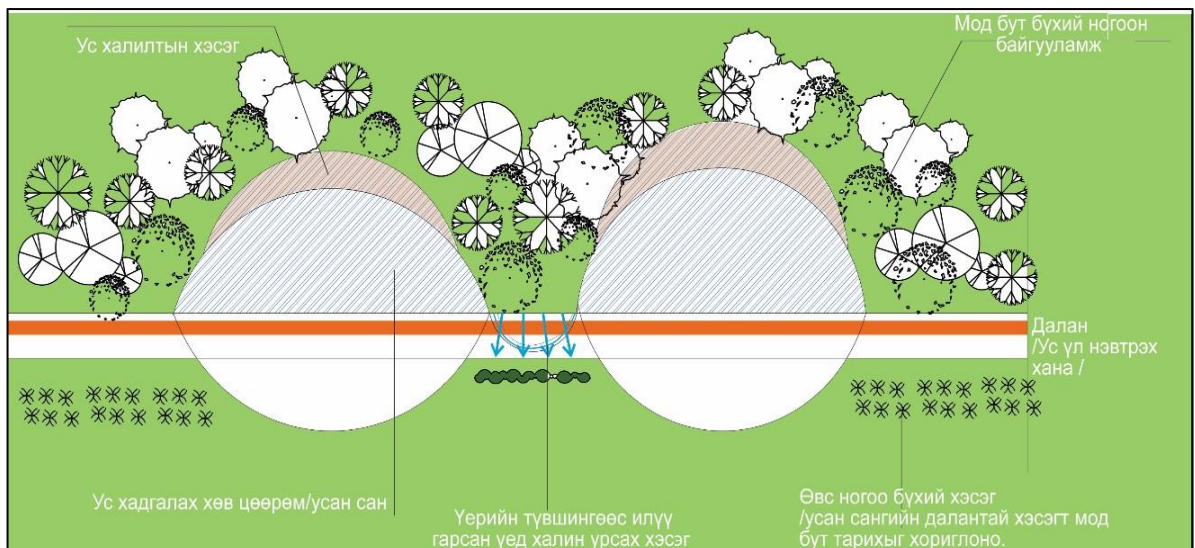 Ус халилтын хэсэг
Мод бут бүхий ногоон
байгууламж
Далан
/Ус үл нэвтрэх
хана /
Ус хадгалах хөв цөөрөм/усан сан
Үерийн түвшингөөс илүү
гарсан үед халин урсах хэсэг
Өвс ногоо бүхий хэсэг
/усан сангийн далантай хэсэгт мод
бут тарихыг хориглоно.